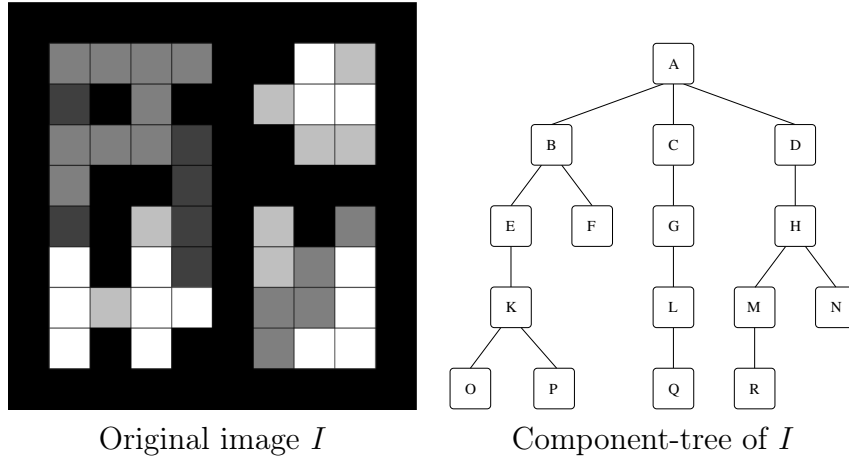 A
B C D
E F G H
K L M N
O P Q R
Original image I
Component-tree of I